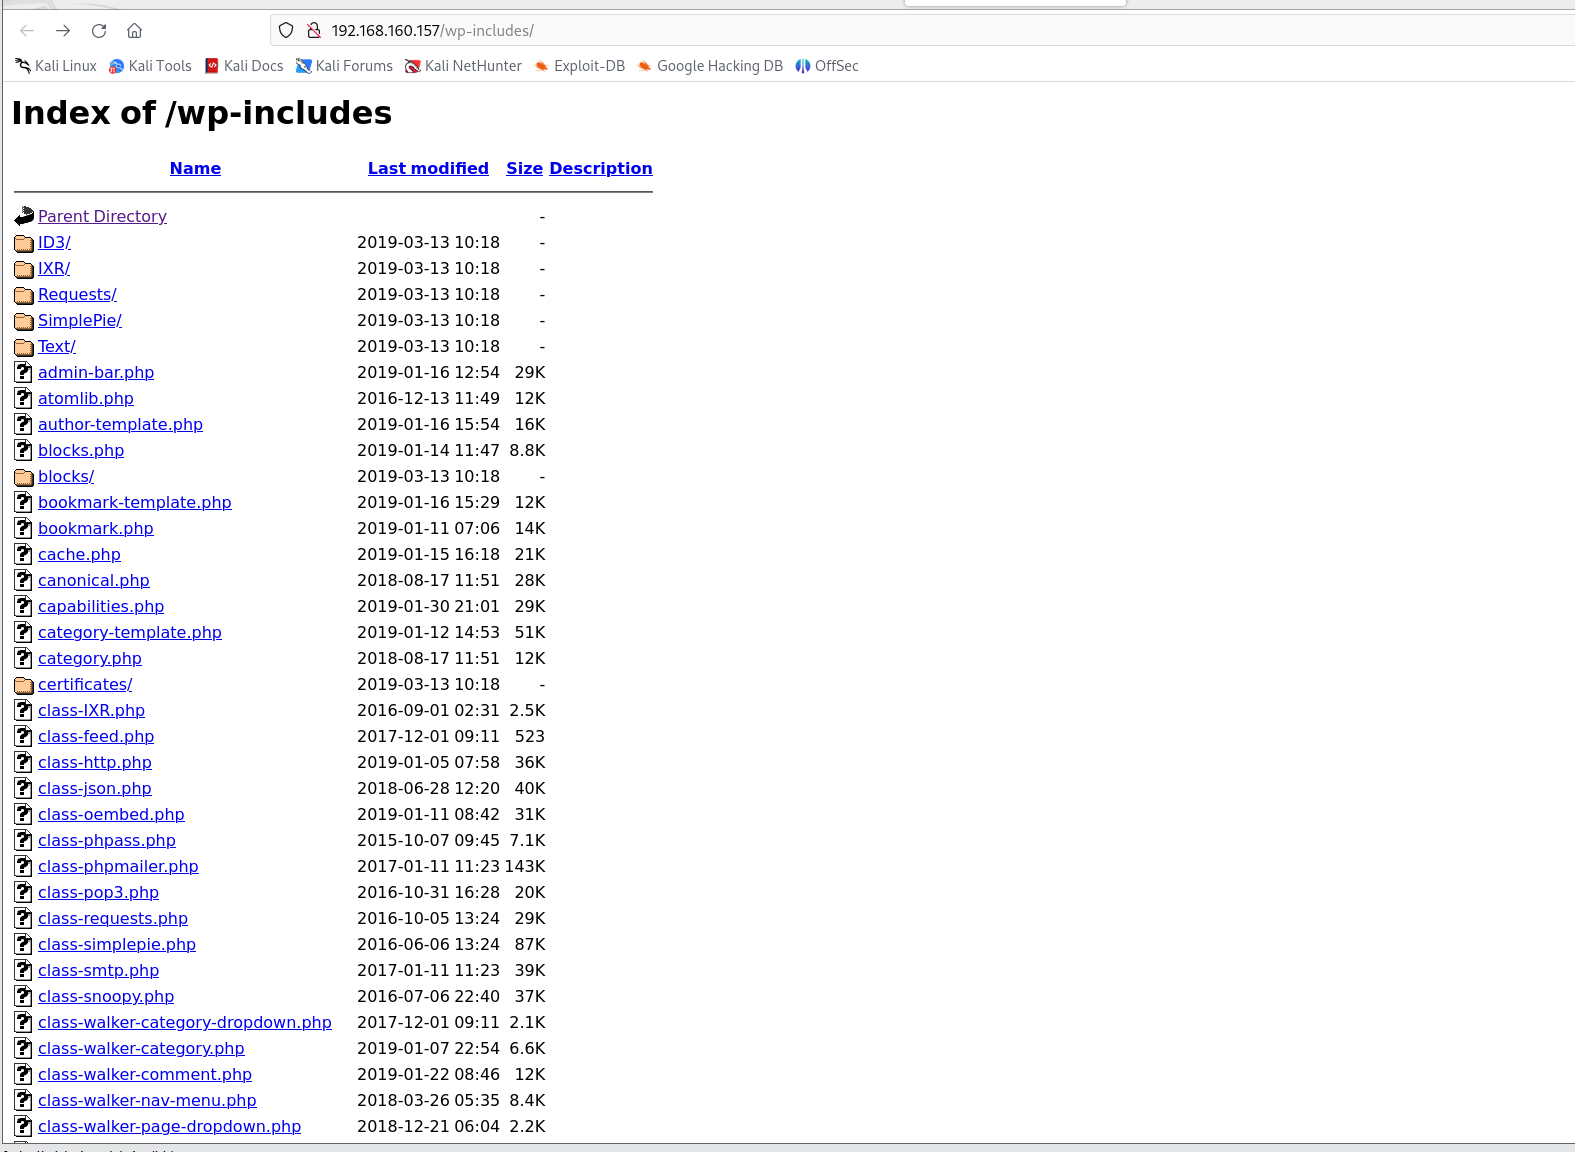 192.168.160.157/wp-includes/
Kali Linux Kali Tools Kali Docs Kali Forums Kali NetHunter Exploit-DB Google Hacking DB OffSec
Index of /wp-includes
Name Last modified Size Description
Parent Directory -
ID3/ 2019-03-13 10:18 -
IXR/ 2019-03-13 10:18 -
Requests/ 2019-03-13 10:18 -
SimplePie/ 2019-03-13 10:18 -
Text/ 2019-03-13 10:18 -
admin-bar.php 2019-01-16 12:54 29K
atomlib.php 2016-12-13 11:49 12K
author-template.php 2019-01-16 15:54 16K
blocks.php 2019-01-14 11:47 8.8K
blocks/ 2019-03-13 10:18 -
bookmark-template.php 2019-01-16 15:29 12K
bookmark.php 2019-01-11 07:06 14K
cache.php 2019-01-15 16:18 21K
canonical.php 2018-08-17 11:51 28K
capabilities.php 2019-01-30 21:01 29K
category-template.php 2019-01-12 14:53 51K
category.php 2018-08-17 11:51 12K
certificates/ 2019-03-13 10:18 -
class-IXR.php 2016-09-01 02:31 2.5K
class-feed.php 2017-12-01 09:11 523
class-http.php 2019-01-05 07:58 36K
class-json.php 2018-06-28 12:20 40K
class-oembed.php 2019-01-11 08:42 31K
class-phpass.php 2015-10-07 09:45 7.1K
class-phpmailer.php 2017-01-11 11:23 143K
class-pop3.php 2016-10-31 16:28 20K
class-requests.php 2016-10-05 13:24 29K
class-simplepie.php 2016-06-06 13:24 87K
class-smtp.php 2017-01-11 11:23 39K
class-snoopy.php 2016-07-06 22:40 37K
class-walker-category-dropdown.php 2017-12-01 09:11 2.1K
class-walker-category.php 2019-01-07 22:54 6.6K
class-walker-comment.php 2019-01-22 08:46 12K
class-walker-nav-menu.php 2018-03-26 05:35 8.4K
class-walker-page-dropdown.php 2018-12-21 06:04 2.2K